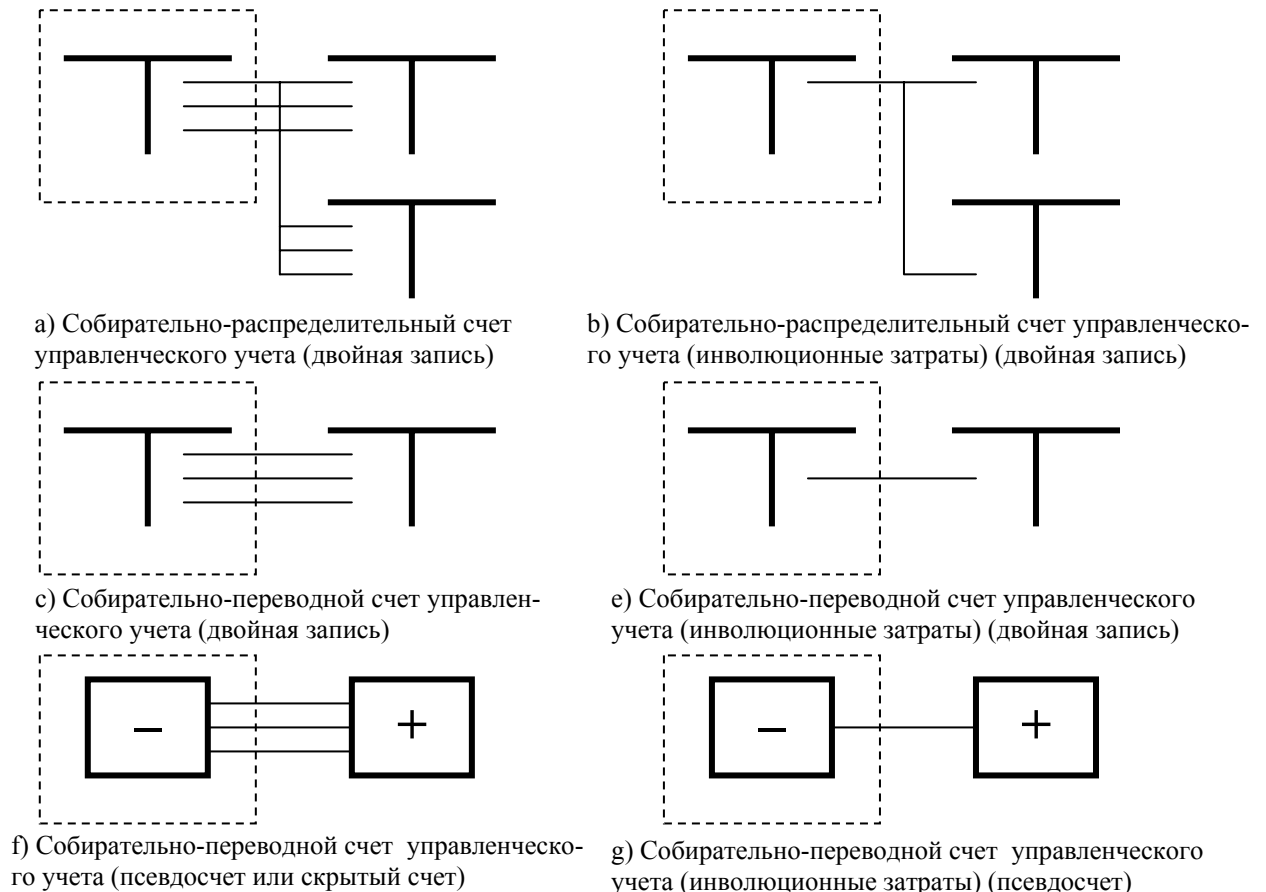 a) Собирательно-распределительный счет
управленческого учета (двойная запись)
b) Собирательно-распределительный счет управленческо-
го учета (инволюционные затраты) (двойная запись)
c) Собирательно-переводной счет управлен-
ческого учета (двойная запись)
e) Собирательно-переводной счет управленческого
учета (инволюционные затраты) (двойная запись)
– +
– +
f) Собирательно-переводной счет управленческо-
го учета (псевдосчет или скрытый счет)
g) Собирательно-переводной счет управленческого
учета (инволюционные затраты) (псевдосчет)